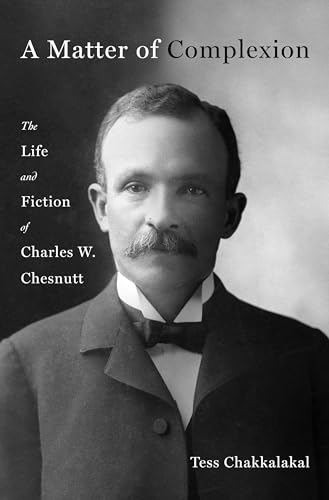 A Matter of Complexion
The
Life
and
Fiction
of
Charles W.
Chesnutt
Tess Chakkalakal